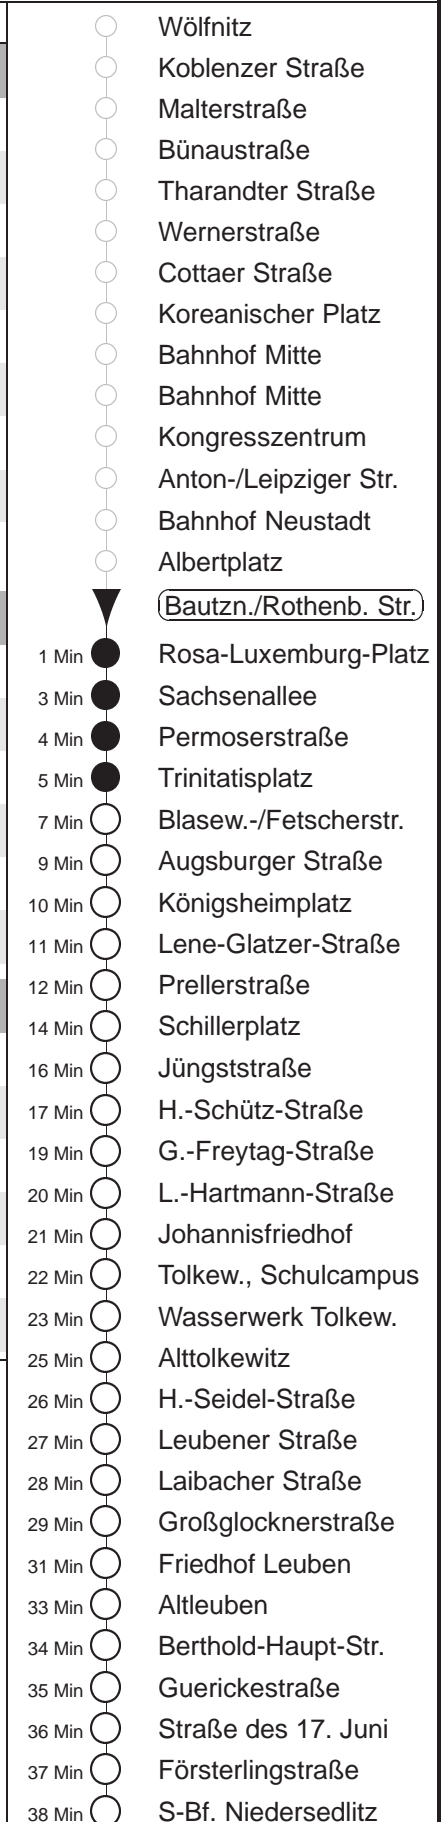 Wölfnitz
Koblenzer Straße
Malterstraße
Bünaustraße
Tharandter Straße
Wernerstraße
Cottaer Straße
Koreanischer Platz
Bahnhof Mitte
Bahnhof Mitte
Kongresszentrum
Anton-/Leipziger Str.
Bahnhof Neustadt
Albertplatz
Bautzn./Rothenb. Str.
1 Min Rosa-Luxemburg-Platz
3 Min Sachsenallee
4 Min Permoserstraße
5 Min Trinitatisplatz
7 Min Blasew.-/Fetscherstr.
9 Min Augsburger Straße
10 Min Königsheimplatz
11 Min Lene-Glatzer-Straße
12 Min Prellerstraße
14 Min Schillerplatz
16 Min Jüngststraße
17 Min H.-Schütz-Straße
19 Min G.-Freytag-Straße
20 Min L.-Hartmann-Straße
21 Min Johannisfriedhof
22 Min Tolkew., Schulcampus
23 Min Wasserwerk Tolkew.
25 Min Alttolkewitz
26 Min H.-Seidel-Straße
27 Min Leubener Straße
28 Min Laibacher Straße
29 Min Großglocknerstraße
31 Min Friedhof Leuben
33 Min Altleuben
34 Min Berthold-Haupt-Str.
35 Min Guerickestraße
36 Min Straße des 17. Juni
37 Min Försterlingstraße
38 Min S-Bf. Niedersedlitz